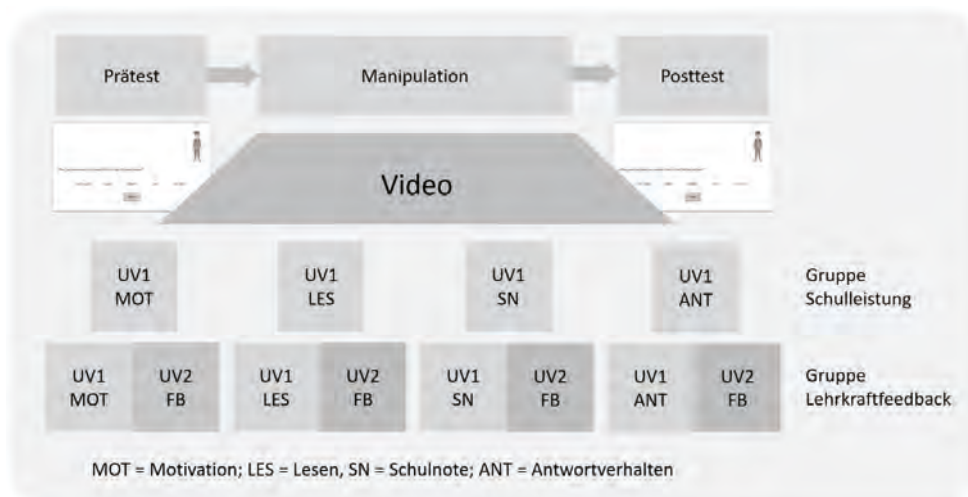 Prätest
Manipulation
Posttest
Video
UV1
MOT
UV1
LES
UV1
SN
UV1
ANT
Gruppe
Schulleistung
UV1
MOT
UV2
FB
UV1
LES
UV2
FB
UV1
SN
UV2
FB
UV1
ANT
UV2
FB
Gruppe
Lehrkraftfeedback
MOT = Motivation; LES = Lesen, SN = Schulnote; ANT = Antwortverhalten